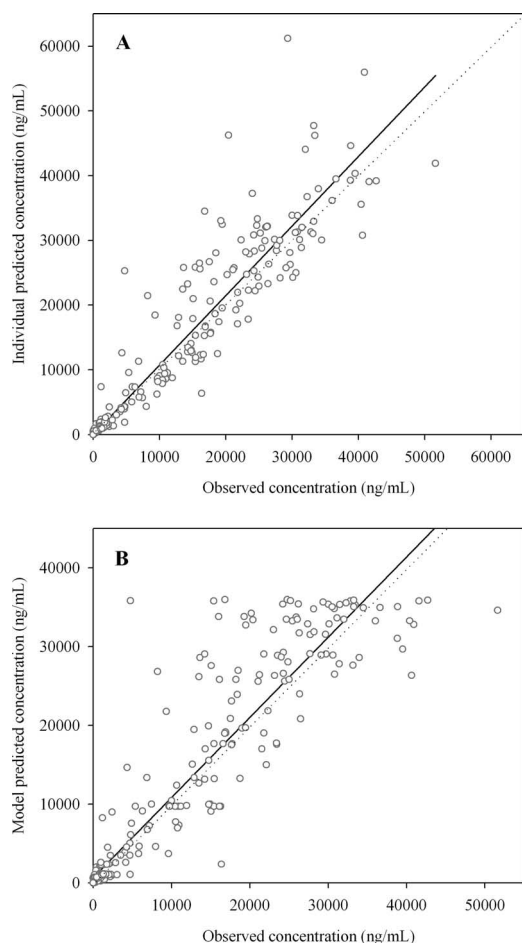 A
60000
50000
40000
30000
20000
10000
0
Individual predicted concentration (ng/mL)
0 10000 20000 30000 40000 50000 60000
Observed concentration (ng/mL)
B
40000
30000
20000
10000
0
Model predicted concentration (ng/mL)
0 10000 20000 30000 40000 50000
Observed concentration (ng/mL)